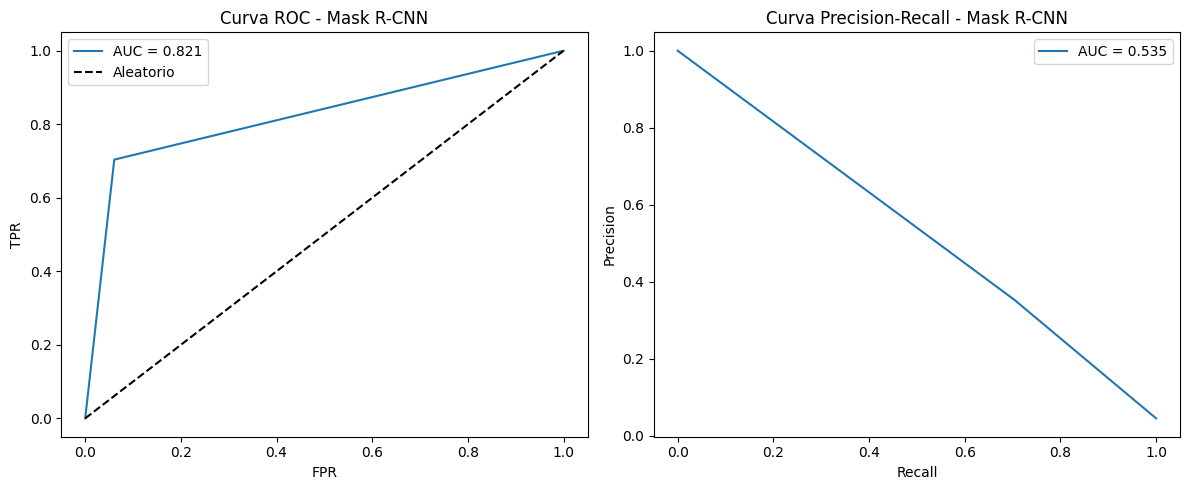 Curva ROC - Mask R-CNN
AUC = 0.821
Aleatorio
1.0
0.8
0.6
0.4
0.2
0.0
TPR
0.0 0.2 0.4 0.6 0.8 1.0
FPR
Curva Precision-Recall - Mask R-CNN
AUC = 0.535
1.0
0.8
0.6
0.4
0.2
0.0
Precision
0.0 0.2 0.4 0.6 0.8 1.0
Recall